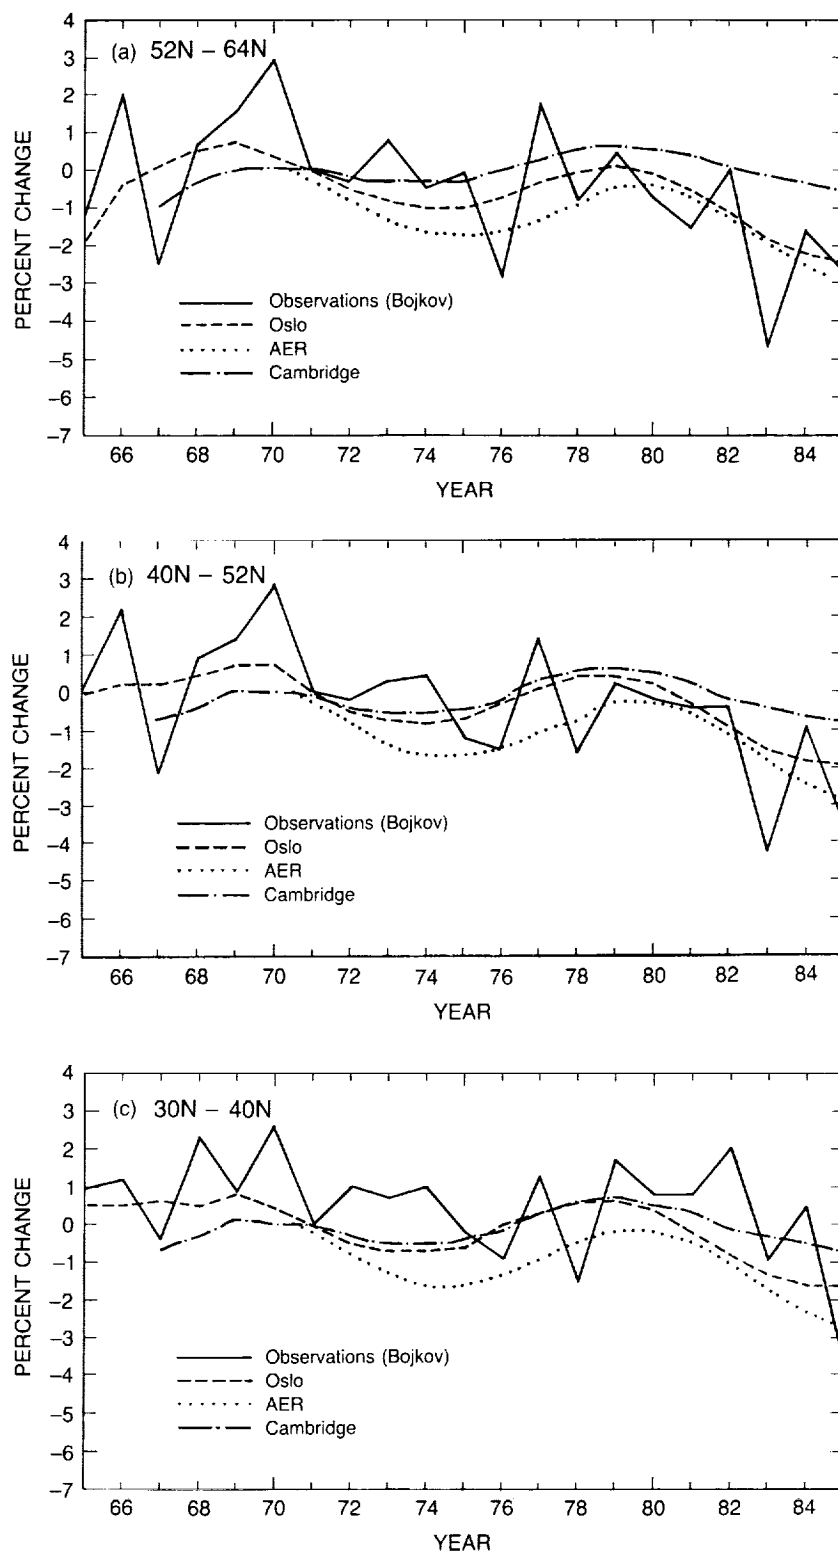 4
(a) 52N – 64N
3
2
1
0
–1
–2
–3
–4
–5
–6
–7
PERCENT CHANGE
Observations (Bojkov)
Oslo
AER
Cambridge
66 68 70 72 74 76 78 80 82 84
YEAR
4
(b) 40N – 52N
3
2
1
0
–1
–2
–3
–4
–5
–6
–7
PERCENT CHANGE
Observations (Bojkov)
Oslo
AER
Cambridge
66 68 70 72 74 76 78 80 82 84
YEAR
4
(c) 30N – 40N
3
2
1
0
–1
–2
–3
–4
–5
–6
–7
PERCENT CHANGE
Observations (Bojkov)
Oslo
AER
Cambridge
66 68 70 72 74 76 78 80 82 84
YEAR